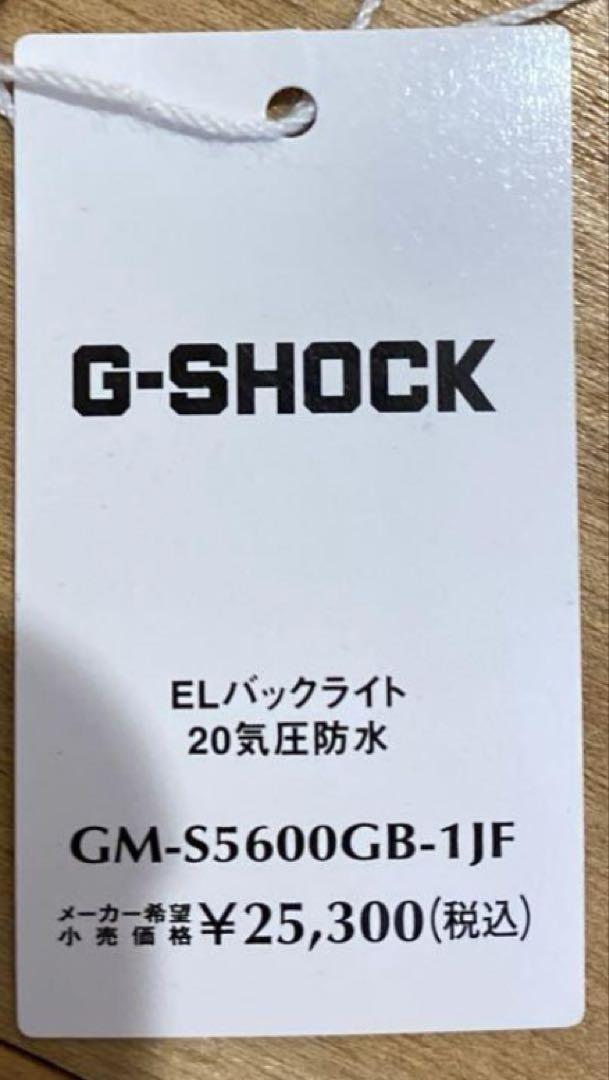 G-SHOCK
ELバックライト
20気圧防水
GM-S5600GB-1JF
メーカー希望
小売価格 ¥25,300(税込)